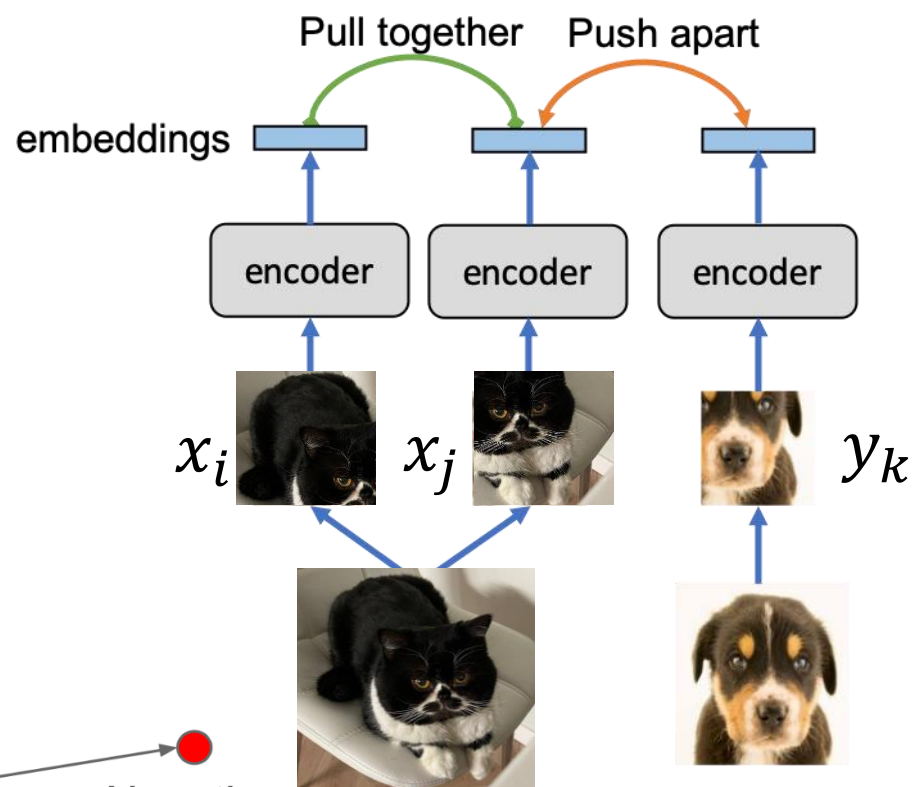 Pull together Push apart
embeddings
encoder encoder encoder
x_i x_j y_k